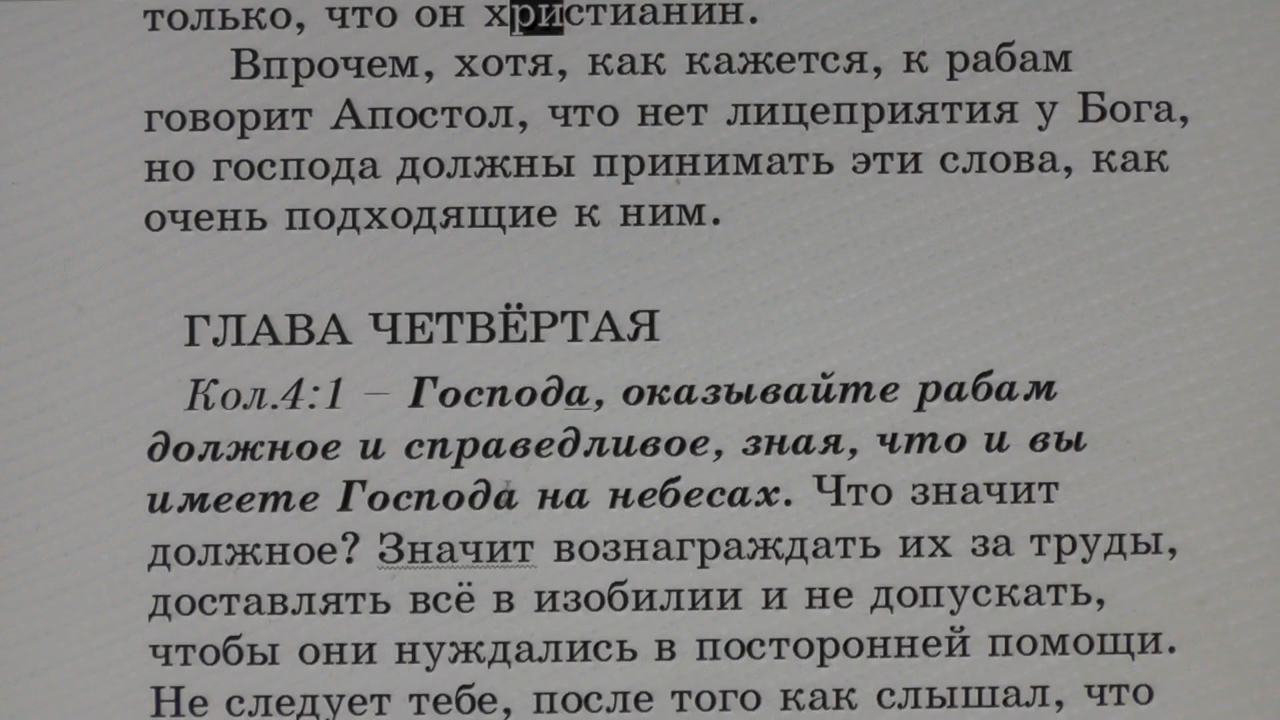 только, что он христианин.
Впрочем, хотя, как кажется, к рабам
говорит Апостол, что нет лицеприятия у Бога,
но господа должны принимать эти слова, как
очень подходящие к ним.
ГЛАВА ЧЕТВЁРТАЯ
Кол.4:1 – Господа, оказывайте рабам
должное и справедливое, зная, что и вы
имеете Господа на небесах. Что значит
должное? Значит вознаграждать их за труды,
доставлять всё в изобилии и не допускать,
чтобы они нуждались в посторонней помощи.
Не следует тебе, после того как слышал, что